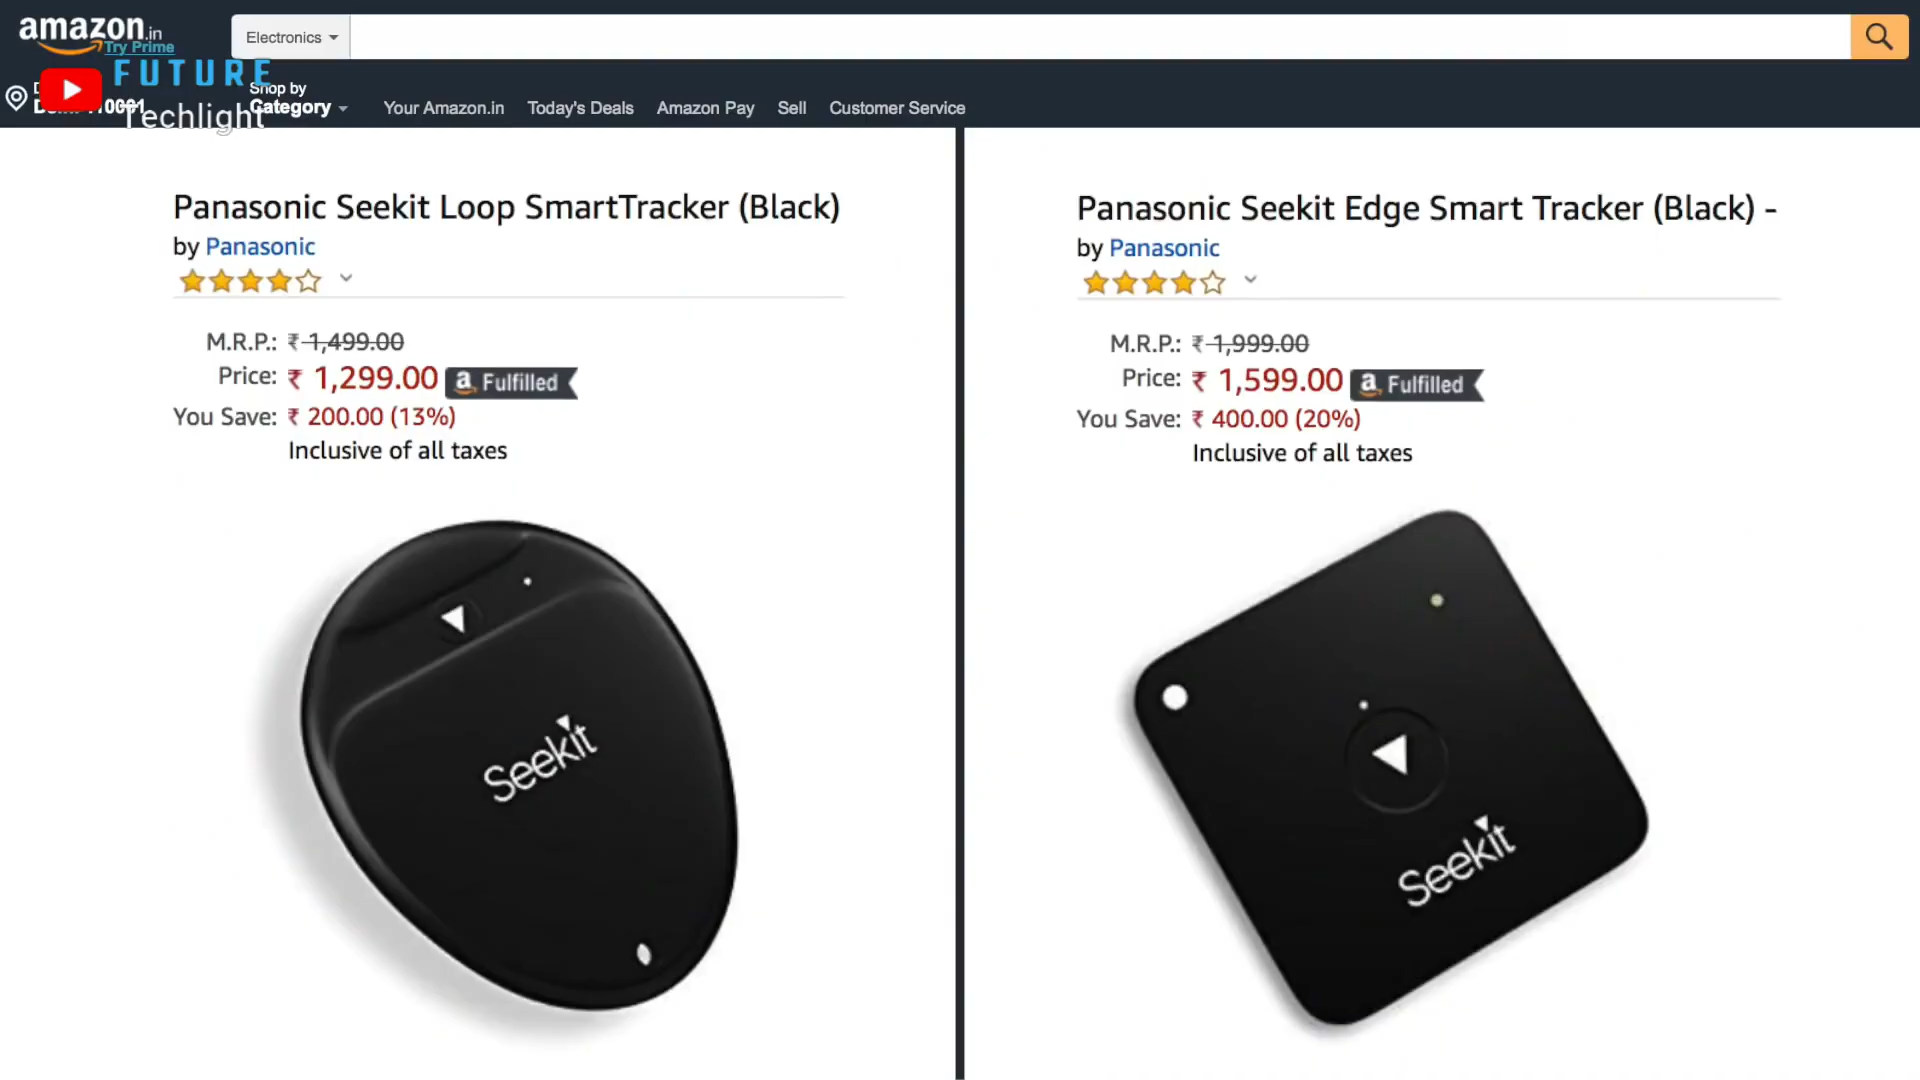 amazon.in
Try Prime
Electronics
FUTURE
Techlight
Shop by
Category
Your Amazon.in
Today's Deals
Amazon Pay
Sell
Customer Service
Panasonic Seekit Loop SmartTracker (Black)
by Panasonic
M.R.P.: ₹ 1,499.00
Price: ₹ 1,299.00 a Fulfilled
You Save: ₹ 200.00 (13%)
Inclusive of all taxes
Seekit
Panasonic Seekit Edge Smart Tracker (Black) -
by Panasonic
M.R.P.: ₹ 1,999.00
Price: ₹ 1,599.00 a Fulfilled
You Save: ₹ 400.00 (20%)
Inclusive of all taxes
Seekit